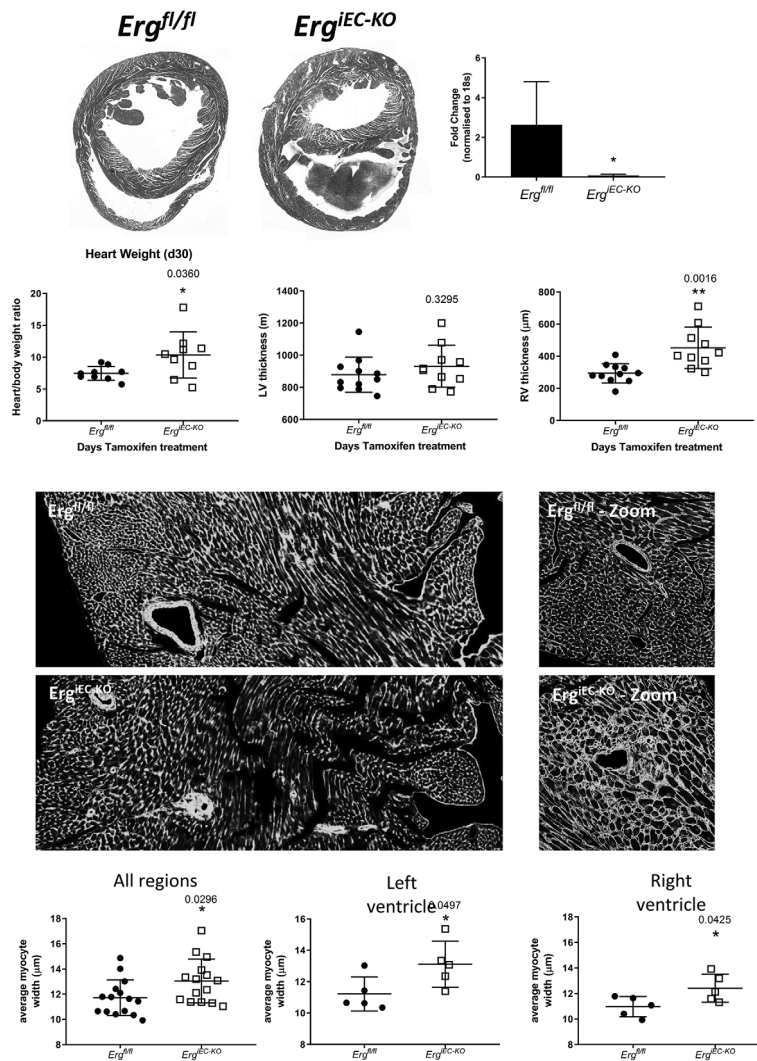 Erg^fl/fl Erg^iEC-KO
Fold Change
(normalised to 18s)
6
4
2
0
*
Erg^fl/fl Erg^iEC-KO
Heart Weight (d30)
0.0360
*
Heart/body weight ratio
20
15
10
5
0
Erg^fl/fl Erg^iEC-KO
Days Tamoxifen treatment
0.3295
LV thickness (m)
1400
1200
1000
800
600
Erg^fl/fl Erg^iEC-KO
Days Tamoxifen treatment
0.0016
**
RV thickness (μm)
800
600
400
200
0
Erg^fl/fl Erg^iEC-KO
Days Tamoxifen treatment
Erg^fl/fl
Erg^fl/fl - Zoom
Erg^iEC-KO
Erg^iEC-KO - Zoom
All regions
0.0296
*
average myocyte
width (μm)
18
16
14
12
10
8
Erg^fl/fl Erg^iEC-KO
Left
ventricle
0.0497
*
average myocyte
width (μm)
16
14
12
10
8
Erg^fl/fl Erg^iEC-KO
Right
ventricle
0.0425
*
average myocyte
width (μm)
18
16
14
12
10
8
Erg^fl/fl Erg^iEC-KO